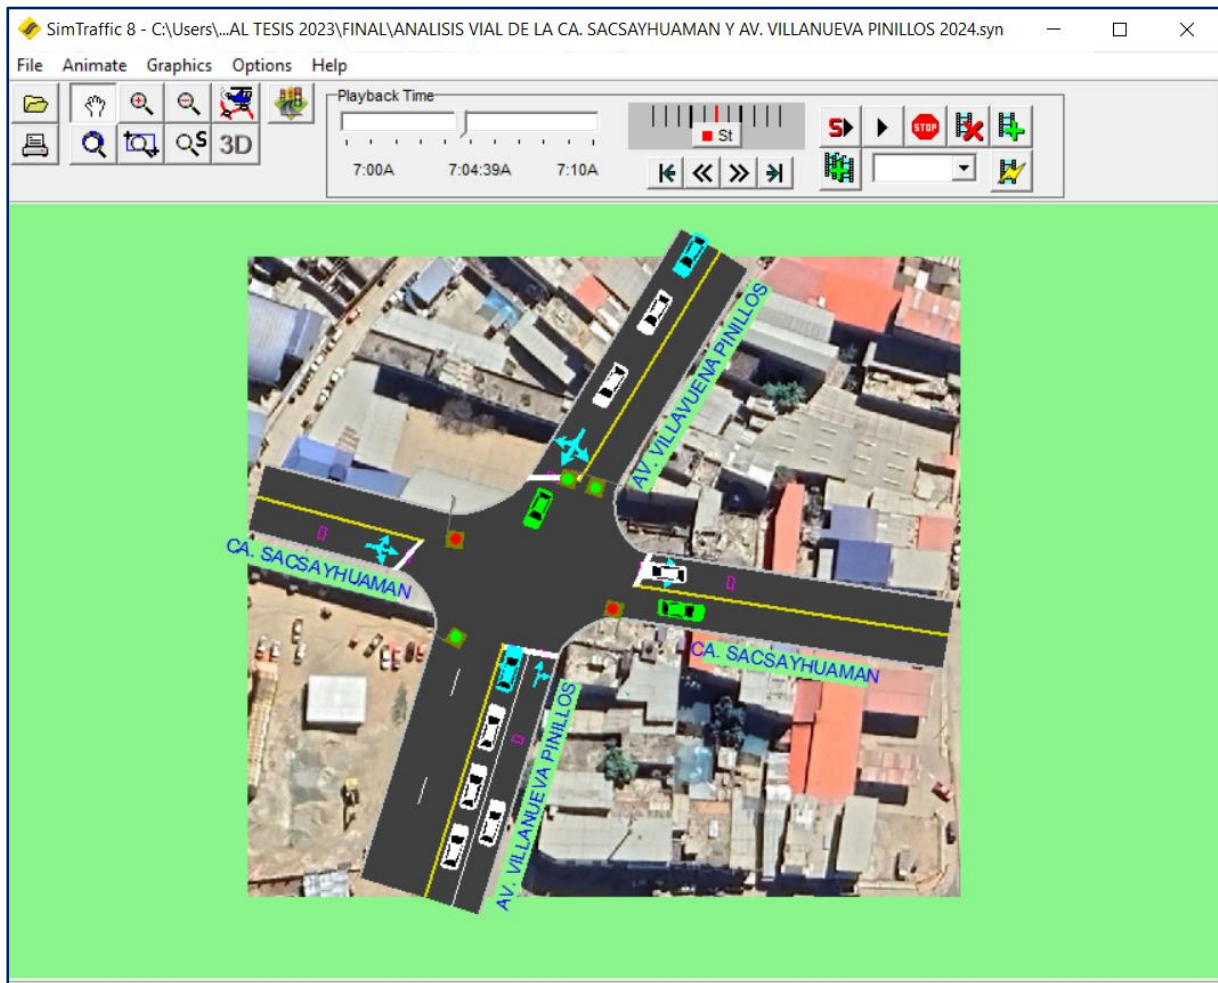 SimTraffic 8 - C:\Users\...AL TESIS 2023\FINAL\ANALISIS VIAL DE LA CA. SACSAYHUAMAN Y AV. VILLANUEVA PINILLOS 2024.syn
File Animate Graphics Options Help
Playback Time
St
S
STOP
S 3D
7:00A 7:04:39A 7:10A
AV. VILLAVUENA PINILLOS
CA. SACSAYHUAMAN
CA. SACSAYHUAMAN
AV. VILLANUEVA PINILLOS